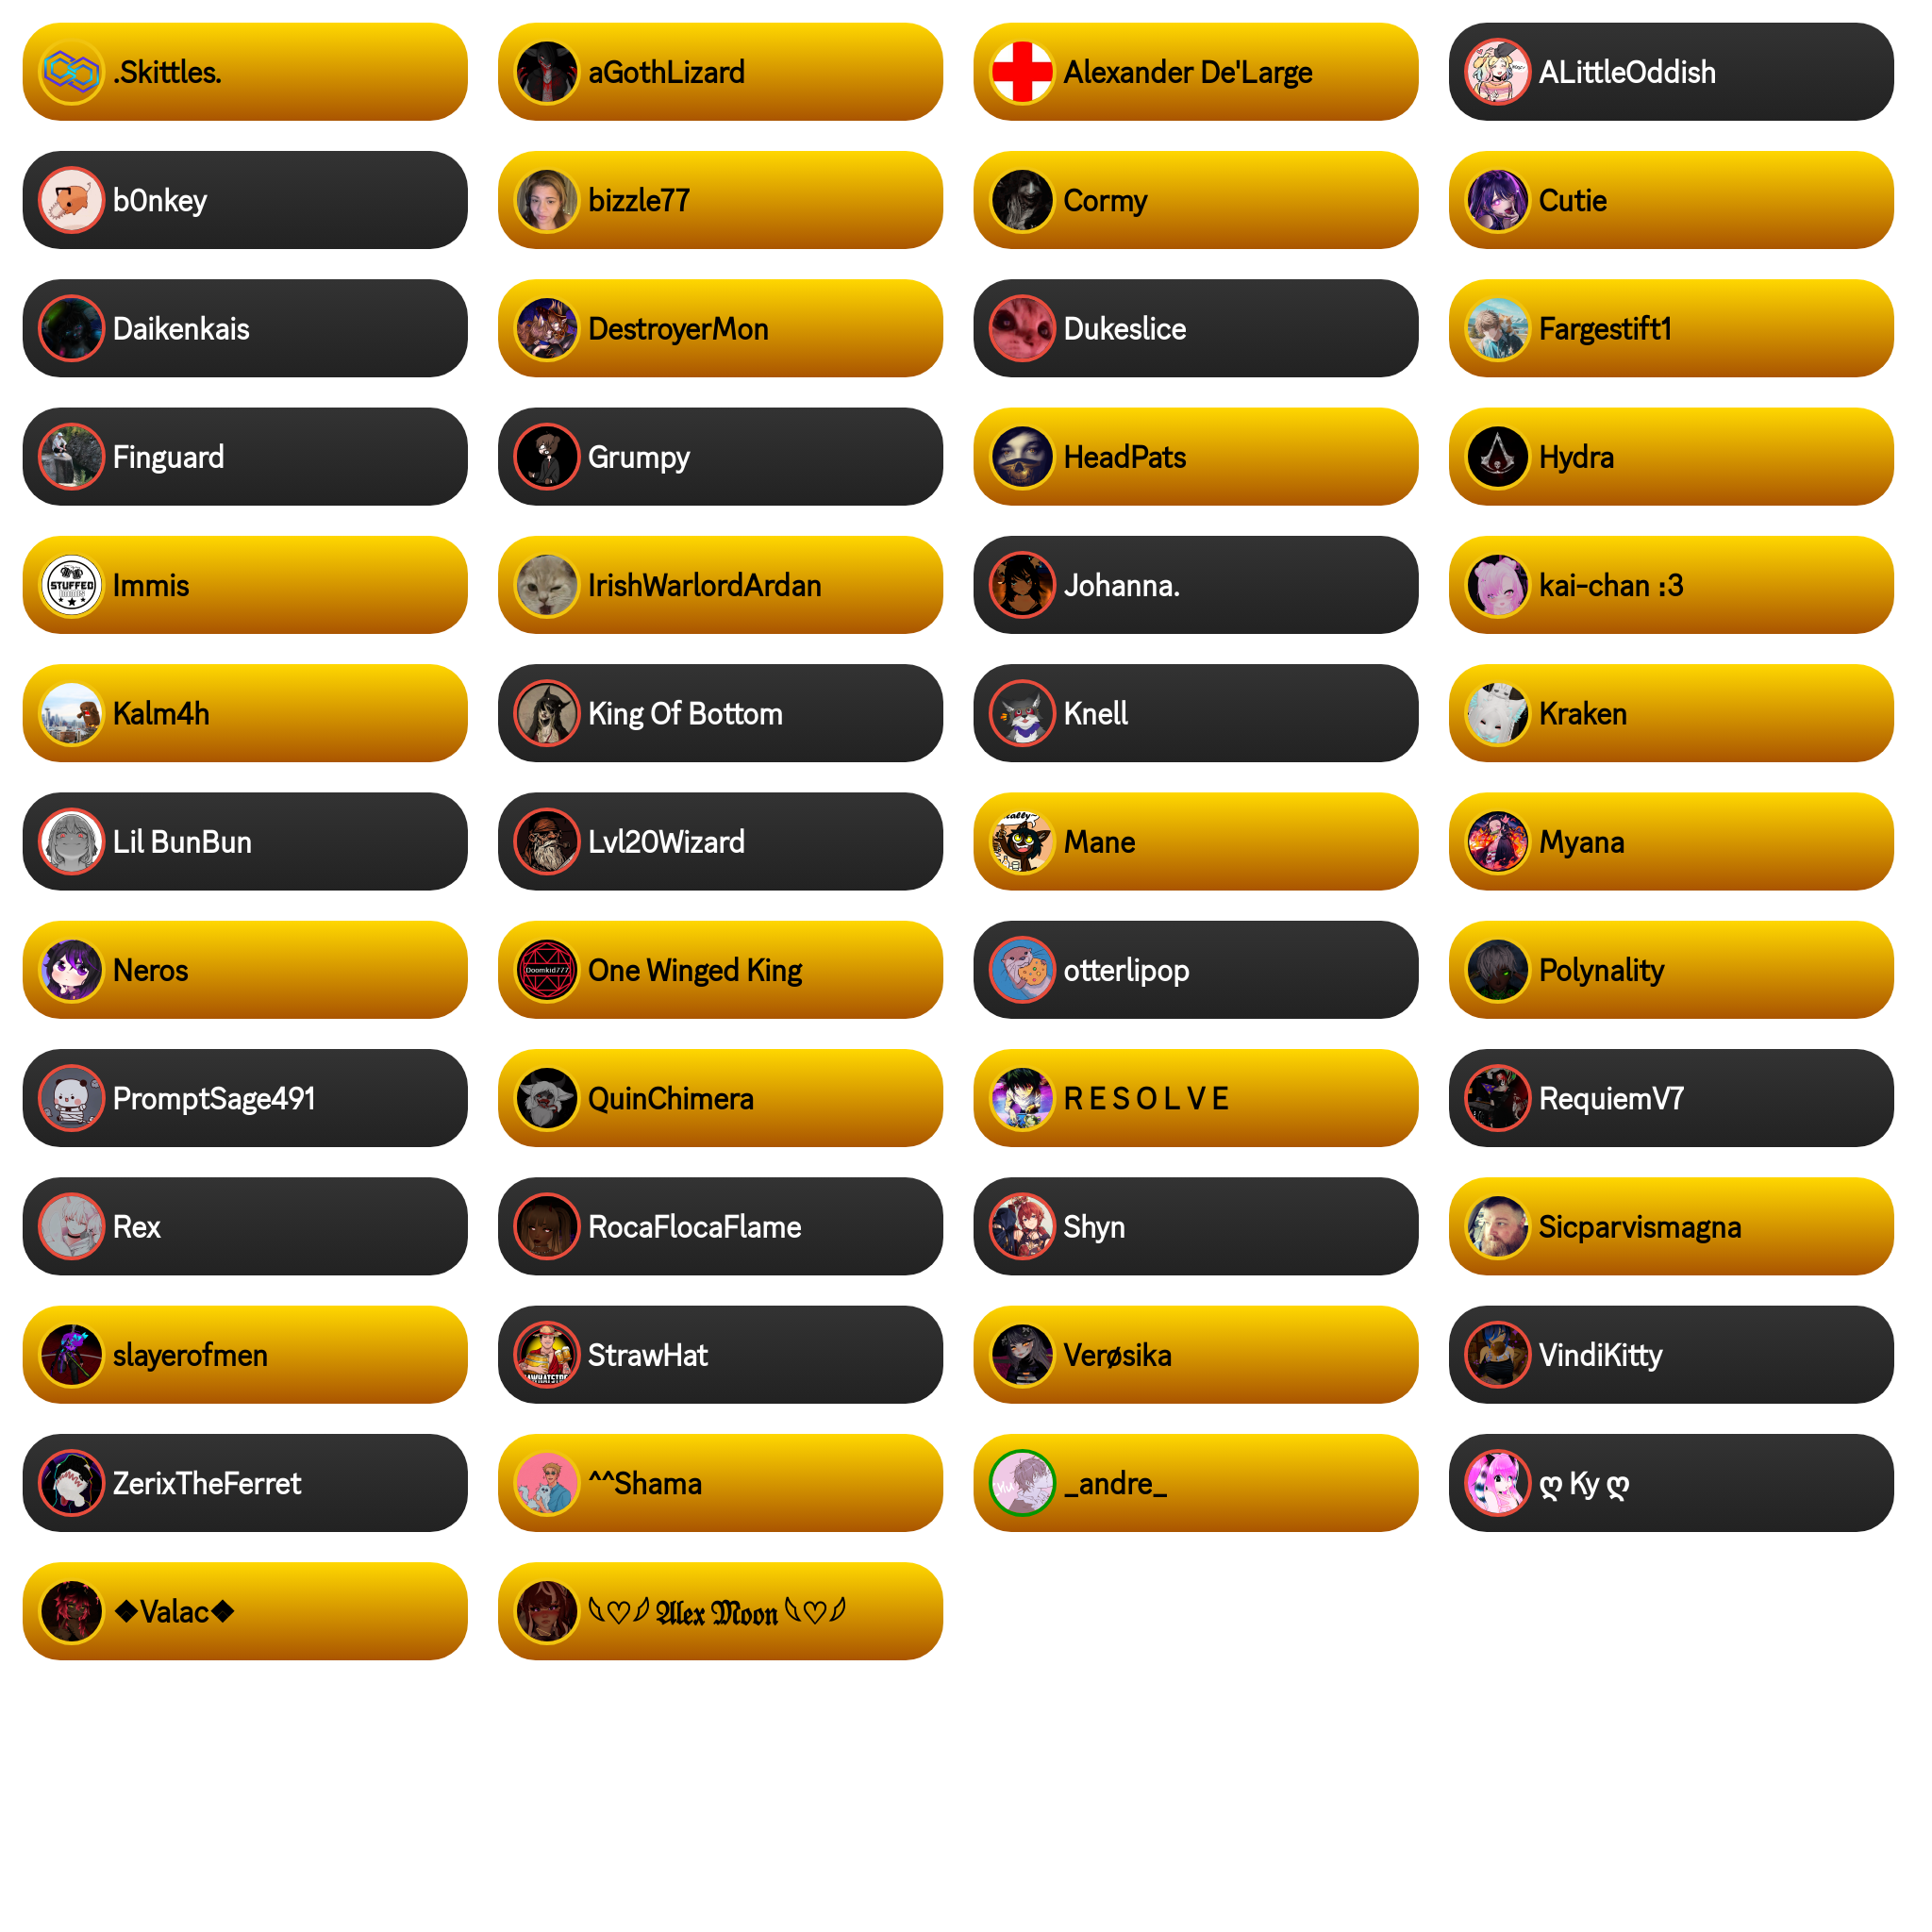 .Skittles.
aGothLizard
Alexander De'Large
ALittleOddish
b0nkey
bizzle77
Cormy
Cutie
Daikenkais
DestroyerMon
Dukeslice
Fargestift1
Finguard
Grumpy
HeadPats
Hydra
STUFFED
Immis
IrishWarlordArdan
Johanna.
kai-chan :3
Kalm4h
King Of Bottom
Knell
Kraken
Lil BunBun
Lvl20Wizard
Mane
Myana
Neros
Doomkid777
One Winged King
otterlipop
Polynality
PromptSage491
QuinChimera
R E S O L V E
RequiemV7
Rex
RocaFlocaFlame
Shyn
Sicparvismagna
slayerofmen
StrawHat
Verøsika
VindiKitty
ZerixTheFerret
^^Shama
_andre_
ღ Ky ღ
❖Valac❖
𓆩♡𓆪 𝕬𝖑𝖊𝖝 𝕸𝖔𝖔𝖓 𓆩♡𓆪